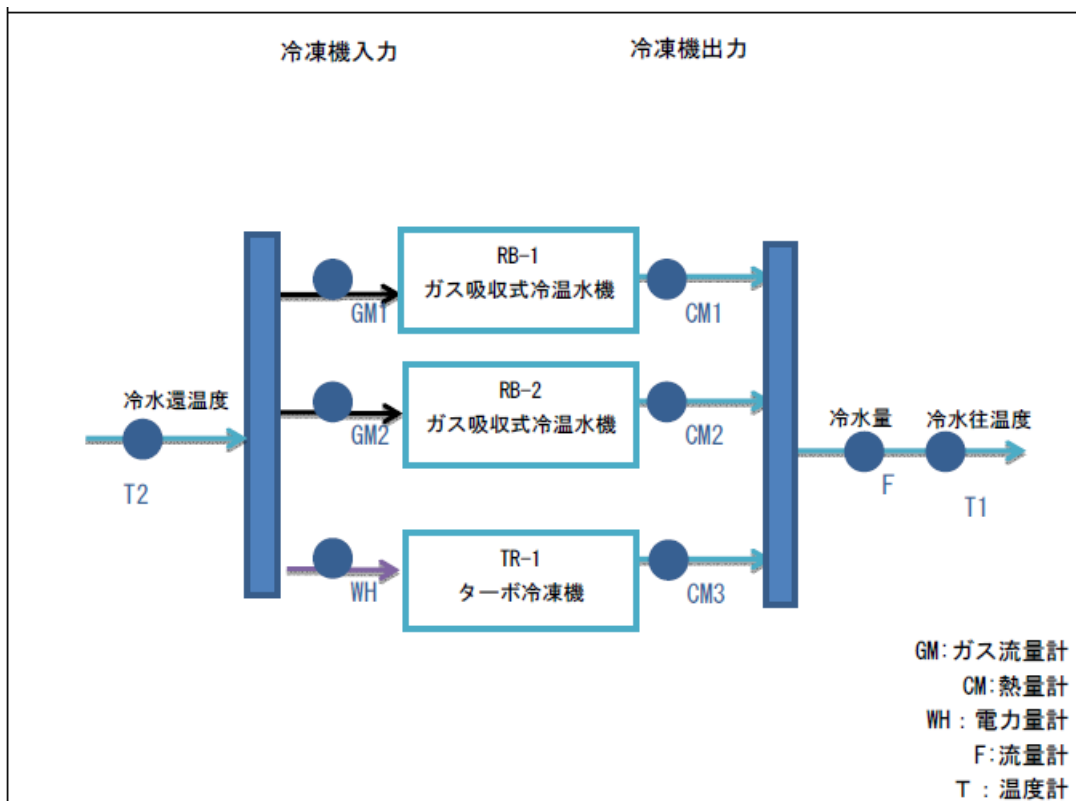 冷凍機入力
冷凍機出力
RB-1
ガス吸収式冷温水機
GM1
CM1
RB-2
ガス吸収式冷温水機
GM2
CM2
冷水還温度
T2
冷水量
冷水往温度
F
T1
TR-1
ターボ冷凍機
WH
CM3
GM:ガス流量計
CM:熱量計
WH：電力量計
F:流量計
T：温度計